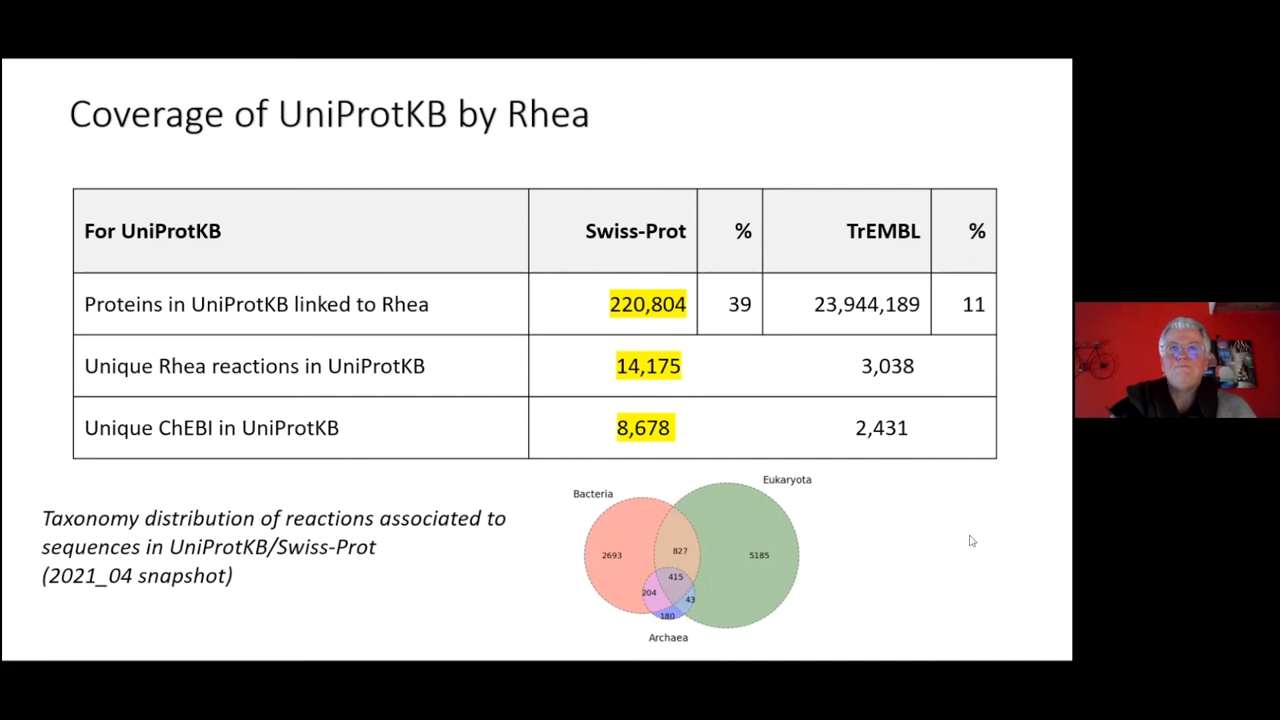 Coverage of UniProtKB by Rhea
For UniProtKB Swiss-Prot % TrEMBL %
Proteins in UniProtKB linked to Rhea 220,804 39 23,944,189 11
Unique Rhea reactions in UniProtKB 14,175 3,038
Unique ChEBI in UniProtKB 8,678 2,431
Taxonomy distribution of reactions associated to
sequences in UniProtKB/Swiss-Prot
(2021_04 snapshot)
Eukaryota
Bacteria
2693 827 5185
415
204 43
180
Archaea